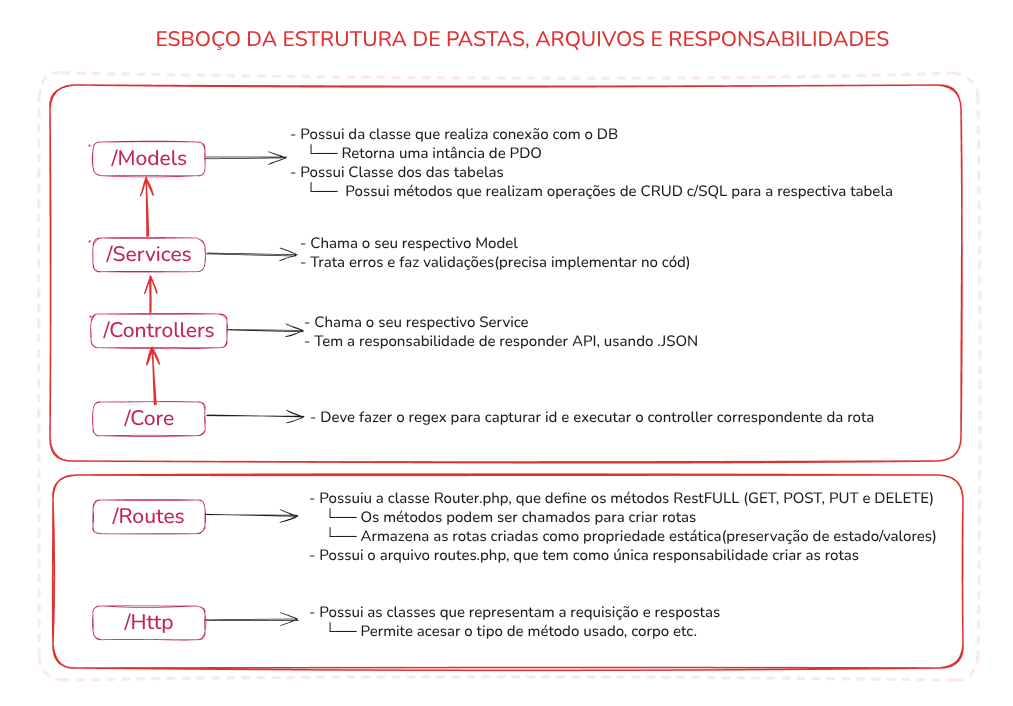 ESBOÇO DA ESTRUTURA DE PASTAS, ARQUIVOS E RESPONSABILIDADES
/Models
- Possui da classe que realiza conexão com o DB
└── Retorna uma intância de PDO
- Possui Classe dos das tabelas
└── Possui métodos que realizam operações de CRUD c/SQL para a respectiva tabela
/Services
- Chama o seu respectivo Model
- Trata erros e faz validações(precisa implementar no cód)
/Controllers
- Chama o seu respectivo Service
- Tem a responsabilidade de responder API, usando .JSON
/Core
- Deve fazer o regex para capturar id e executar o controller correspondente da rota
/Routes
- Possuiu a classe Router.php, que define os métodos RestFULL (GET, POST, PUT e DELETE)
└── Os métodos podem ser chamados para criar rotas
└── Armazena as rotas criadas como propriedade estática(preservação de estado/valores)
- Possui o arquivo routes.php, que tem como única responsabilidade criar as rotas
/Http
- Possui as classes que representam a requisição e respostas
└── Permite acesar o tipo de método usado, corpo etc.